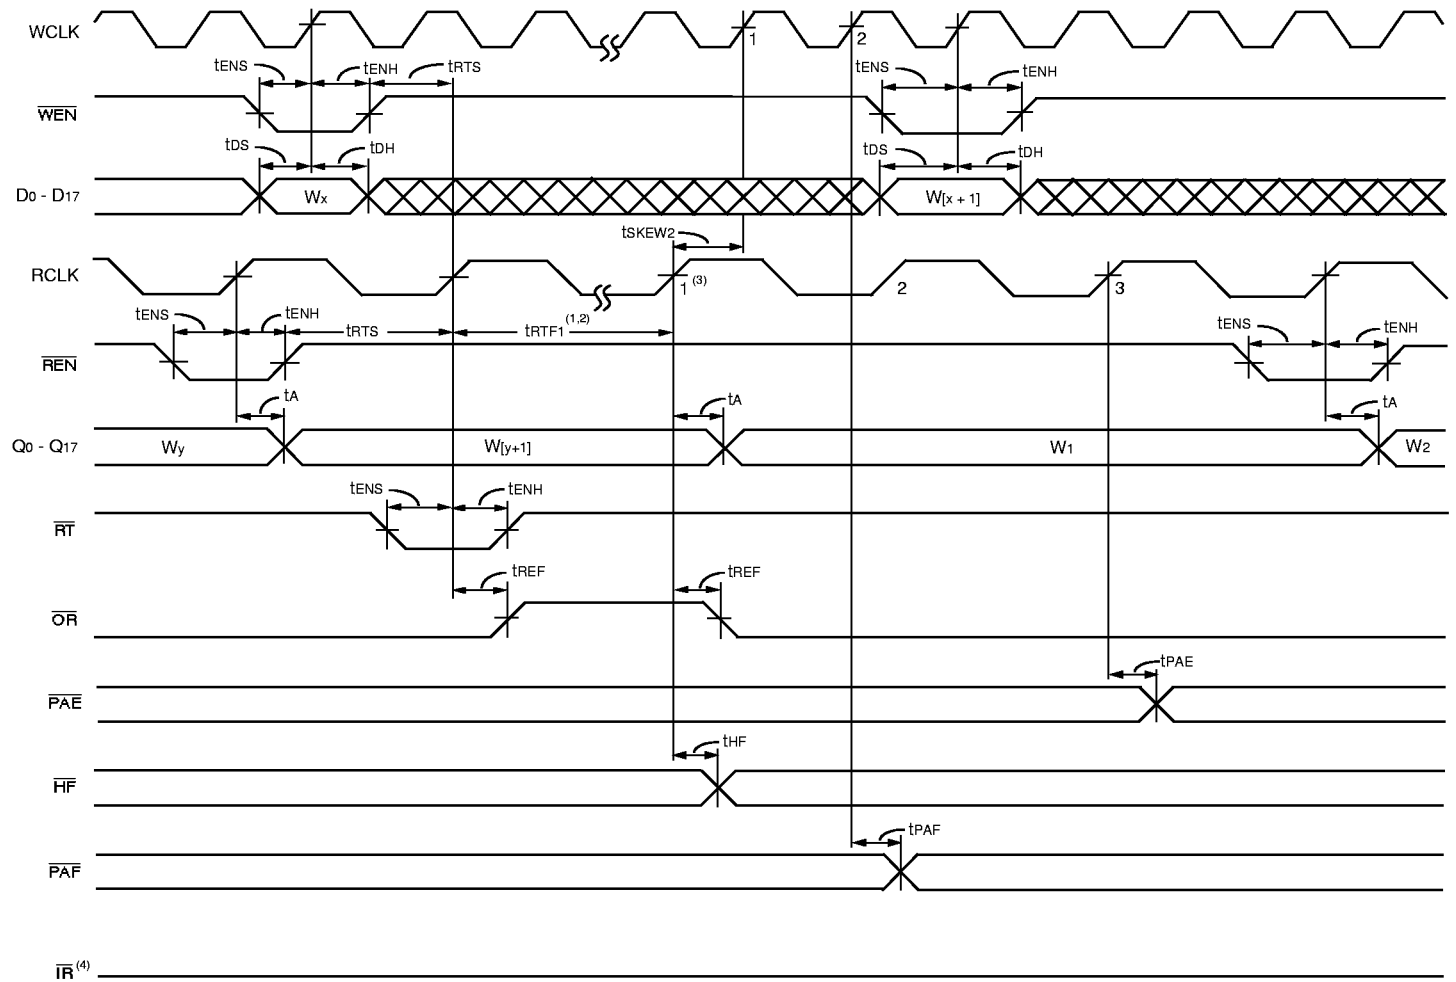 WCLK
1
2
tENS
tENH
tRTS
tENS
tENH
WEN
tDS
tDH
tDS
tDH
D0 - D17
Wx
W[x + 1]
tSKEW2
RCLK
1 (3)
2
3
tENS
tENH
tRTS
tRTF1 (1,2)
tENS
tENH
REN
tA
tA
tA
Q0 - Q17
Wy
W[y+1]
W1
W2
tENS
tENH
RT
tREF
tREF
OR
tPAE
PAE
tHF
HF
tPAF
PAF
IR (4)